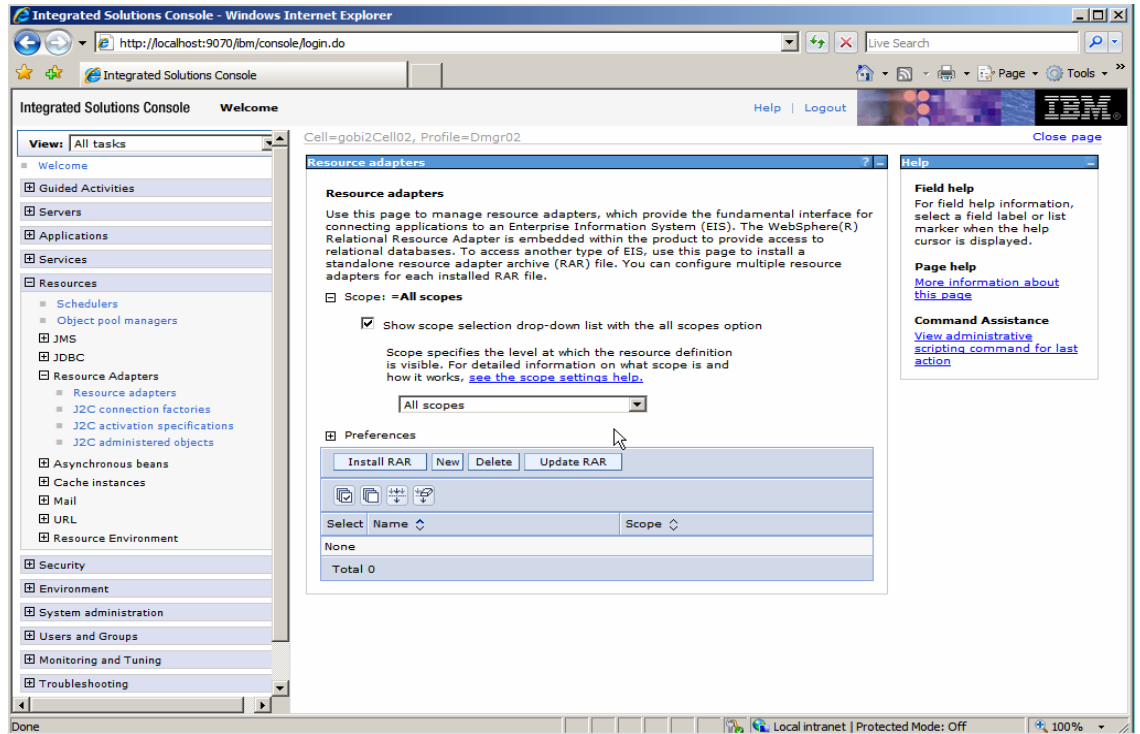 Integrated Solutions Console - Windows Internet Explorer
http://localhost:9070/ibm/console/login.do
Live Search
Integrated Solutions Console
Page
Tools
Integrated Solutions Console Welcome
Help | Logout
IBM
View: All tasks
Welcome
Guided Activities
Servers
Applications
Services
Resources
Schedulers
Object pool managers
JMS
JDBC
Resource Adapters
Resource adapters
J2C connection factories
J2C activation specifications
J2C administered objects
Asynchronous beans
Cache instances
Mail
URL
Resource Environment
Security
Environment
System administration
Users and Groups
Monitoring and Tuning
Troubleshooting
Cell=gobi2Cell02, Profile=Dmgr02
Close page
Resource adapters
Resource adapters
Use this page to manage resource adapters, which provide the fundamental interface for
connecting applications to an Enterprise Information System (EIS). The WebSphere(R)
Relational Resource Adapter is embedded within the product to provide access to
relational databases. To access another type of EIS, use this page to install a
standalone resource adapter archive (RAR) file. You can configure multiple resource
adapters for each installed RAR file.
Scope: =All scopes
Show scope selection drop-down list with the all scopes option
Scope specifies the level at which the resource definition
is visible. For detailed information on what scope is and
how it works, see the scope settings help.
All scopes
Preferences
Install RAR New Delete Update RAR
Select Name Scope
None
Total 0
Help
Field help
For field help information,
select a field label or list
marker when the help
cursor is displayed.
Page help
More information about
this page
Command Assistance
View administrative
scripting command for last
action
Done
Local intranet | Protected Mode: Off
100%